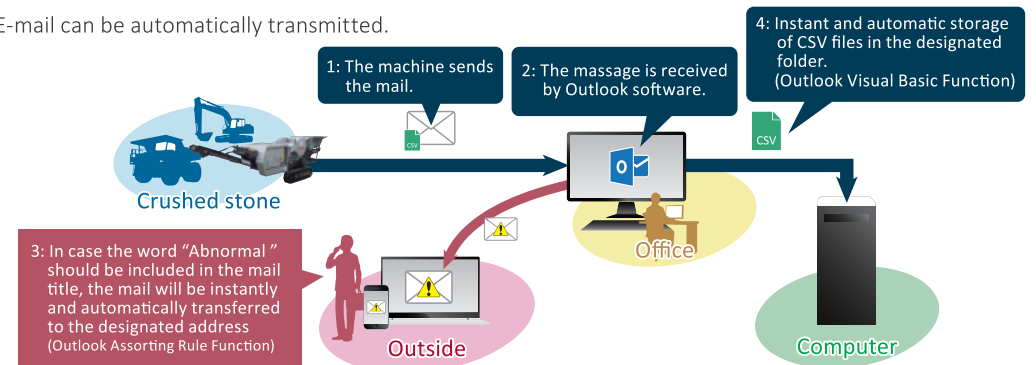 E-mail can be automatically transmitted.
1: The machine sends
the mail.
2: The massage is received
by Outlook software.
4: Instant and automatic storage
of CSV files in the designated
folder.
(Outlook Visual Basic Function)
CSV
CSV
o
Crushed stone
Office
3: In case the word “Abnormal ”
should be included in the mail
title, the mail will be instantly
and automatically transferred
to the designated address
(Outlook Assorting Rule Function)
Outside
Computer